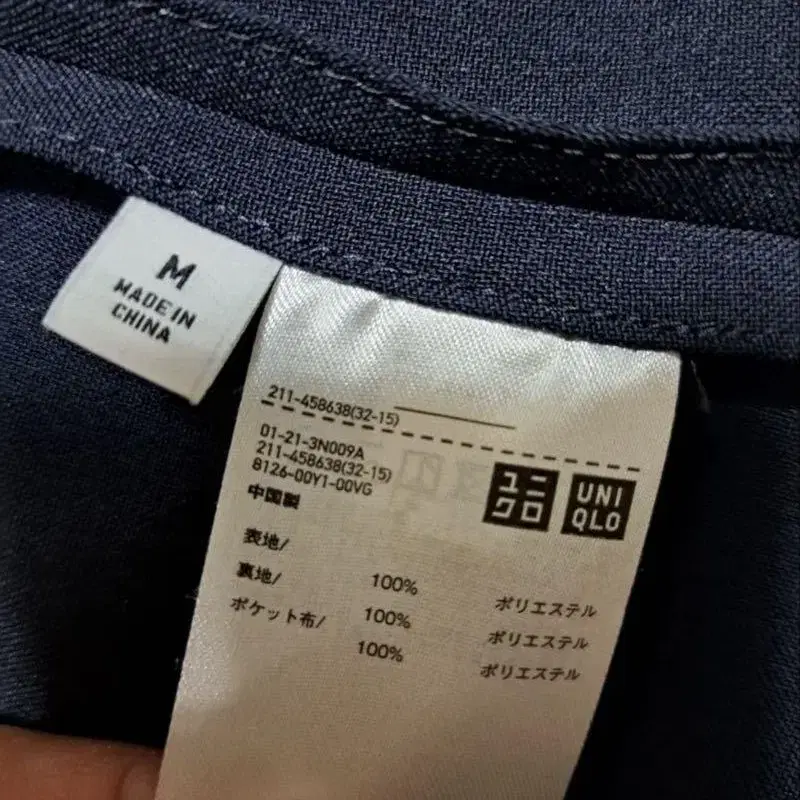 M
MADE IN
CHINA
211-458638(32-15)
01-21-3N009A
211-458638(32-15)
8126-00Y1-00VG
中国製
ユニ
クロ
UNI
QLO
表地/ 100% ポリエステル
裏地/ 100% ポリエステル
ポケット布/ 100% ポリエステル